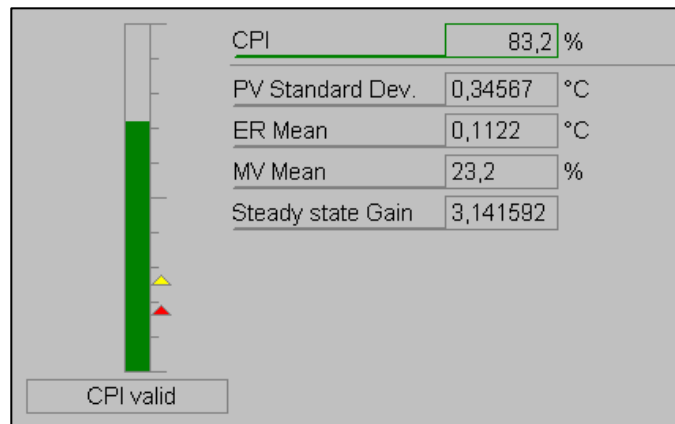 CPI 83,2 %
PV Standard Dev. 0,34567 °C
ER Mean 0,1122 °C
MV Mean 23,2 %
Steady state Gain 3,141592
CPI valid